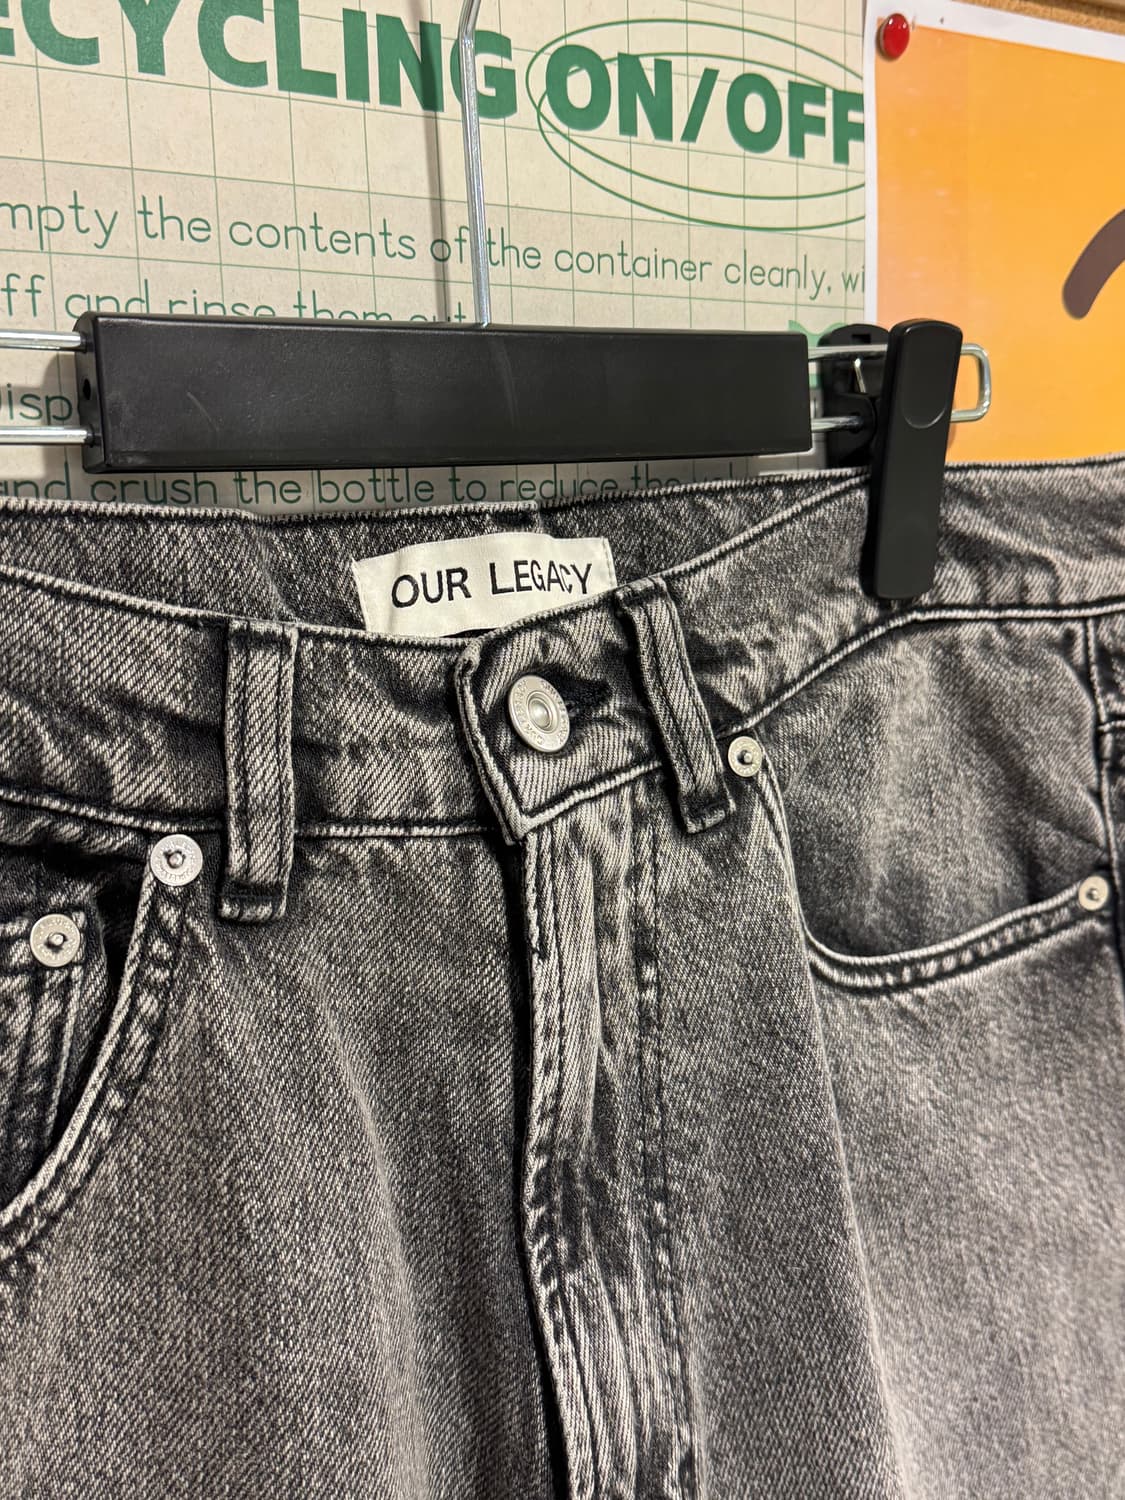 ECYCLING ON/OFF
mpty the contents of the container cleanly, wi
ff and rinse them out
isp
and crush the bottle to reduce the
OUR LEGACY